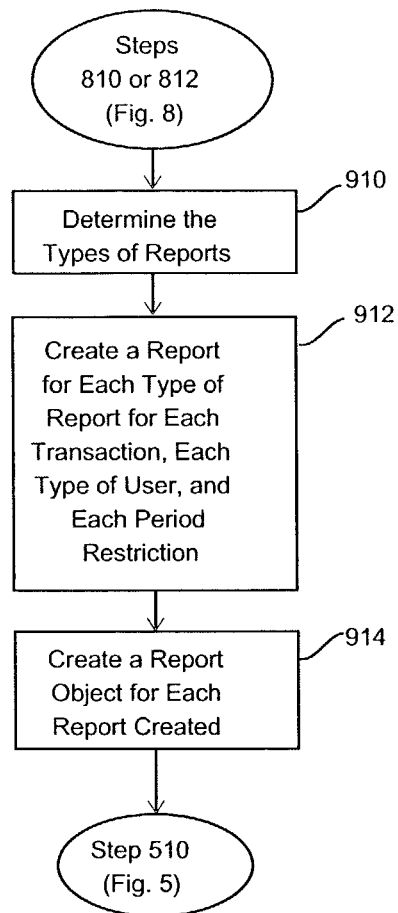 Steps
810 or 812
(Fig. 8)
910
Determine the
Types of Reports
912
Create a Report
for Each Type of
Report for Each
Transaction, Each
Type of User, and
Each Period
Restriction
914
Create a Report
Object for Each
Report Created
Step 510
(Fig. 5)